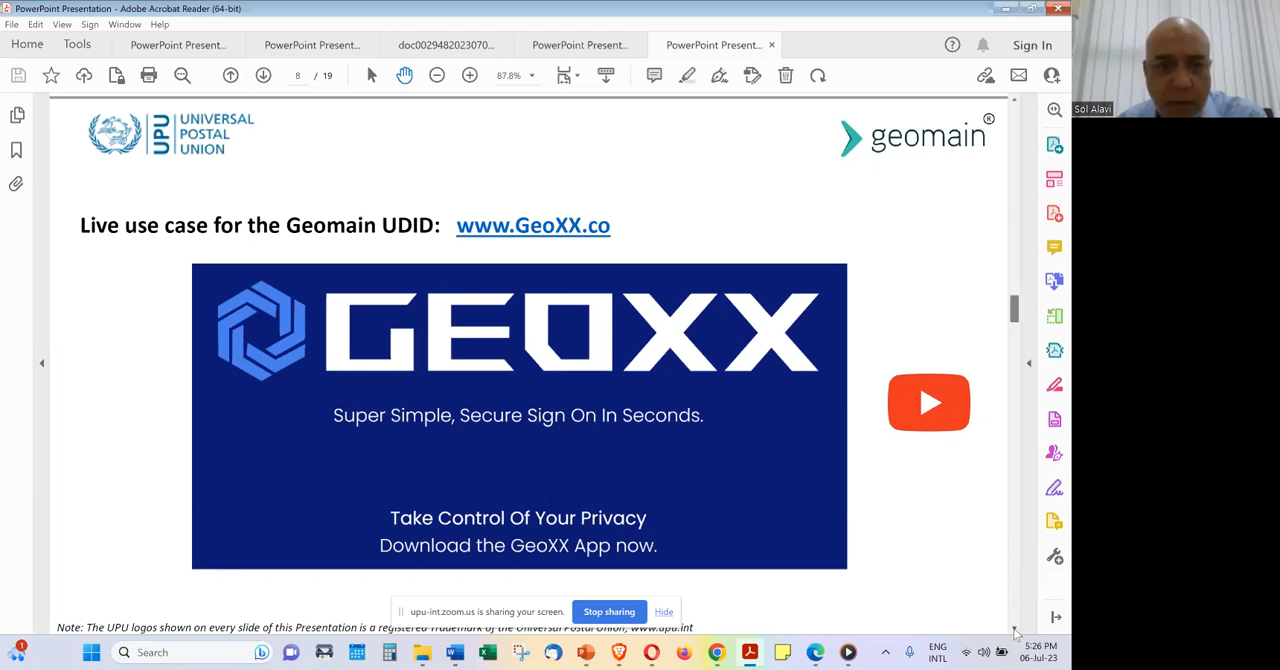 PowerPoint Presentation - Adobe Acrobat Reader (64-bit)
File Edit View Sign Window Help
Home Tools PowerPoint Present... PowerPoint Present... doc0029482023070... PowerPoint Present... PowerPoint Present... × Sign In
8 / 19 87.8%
Sol Alavi
UPU UNIVERSAL
POSTAL
UNION
geomain®
Live use case for the Geomain UDID: www.GeoXX.co
GEOXX
Super Simple, Secure Sign On In Seconds.
Take Control Of Your Privacy
Download the GeoXX App now.
upu-int.zoom.us is sharing your screen. Stop sharing Hide
Note: The UPU logos shown on every slide of this Presentation is a registered Trademark of the Universal Postal Union, www.upu.int
1 Search ENG
INTL
5:26 PM
06-Jul-23